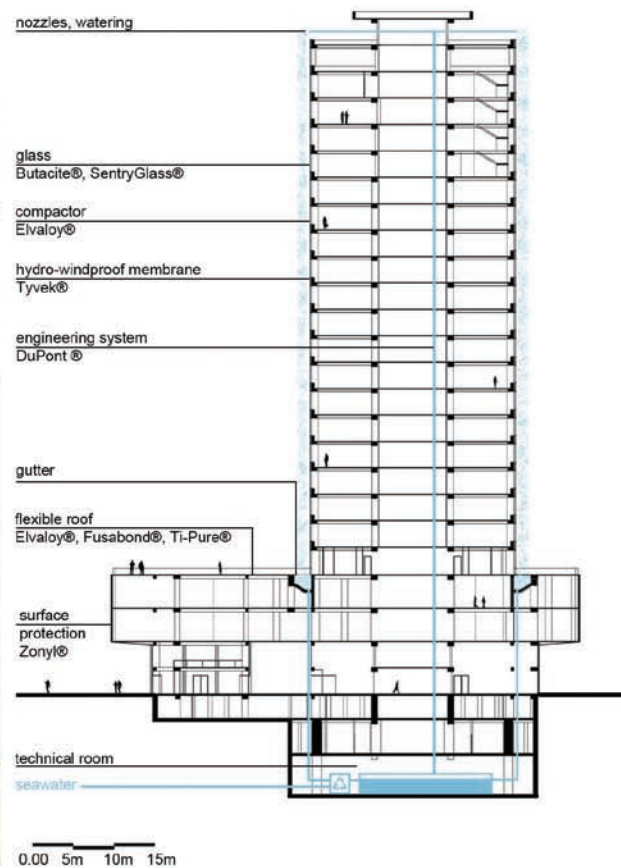 nozzles, watering
glass
Butacite®, SentryGlass®
compactor
Elvaloy®
hydro-windproof membrane
Tyvek®
engineering system
DuPont ®
gutter
flexible roof
Elvaloy®, Fusabond®, Ti-Pure®
surface
protection
Zonyl®
technical room
seawater
0.00 5m 10m 15m